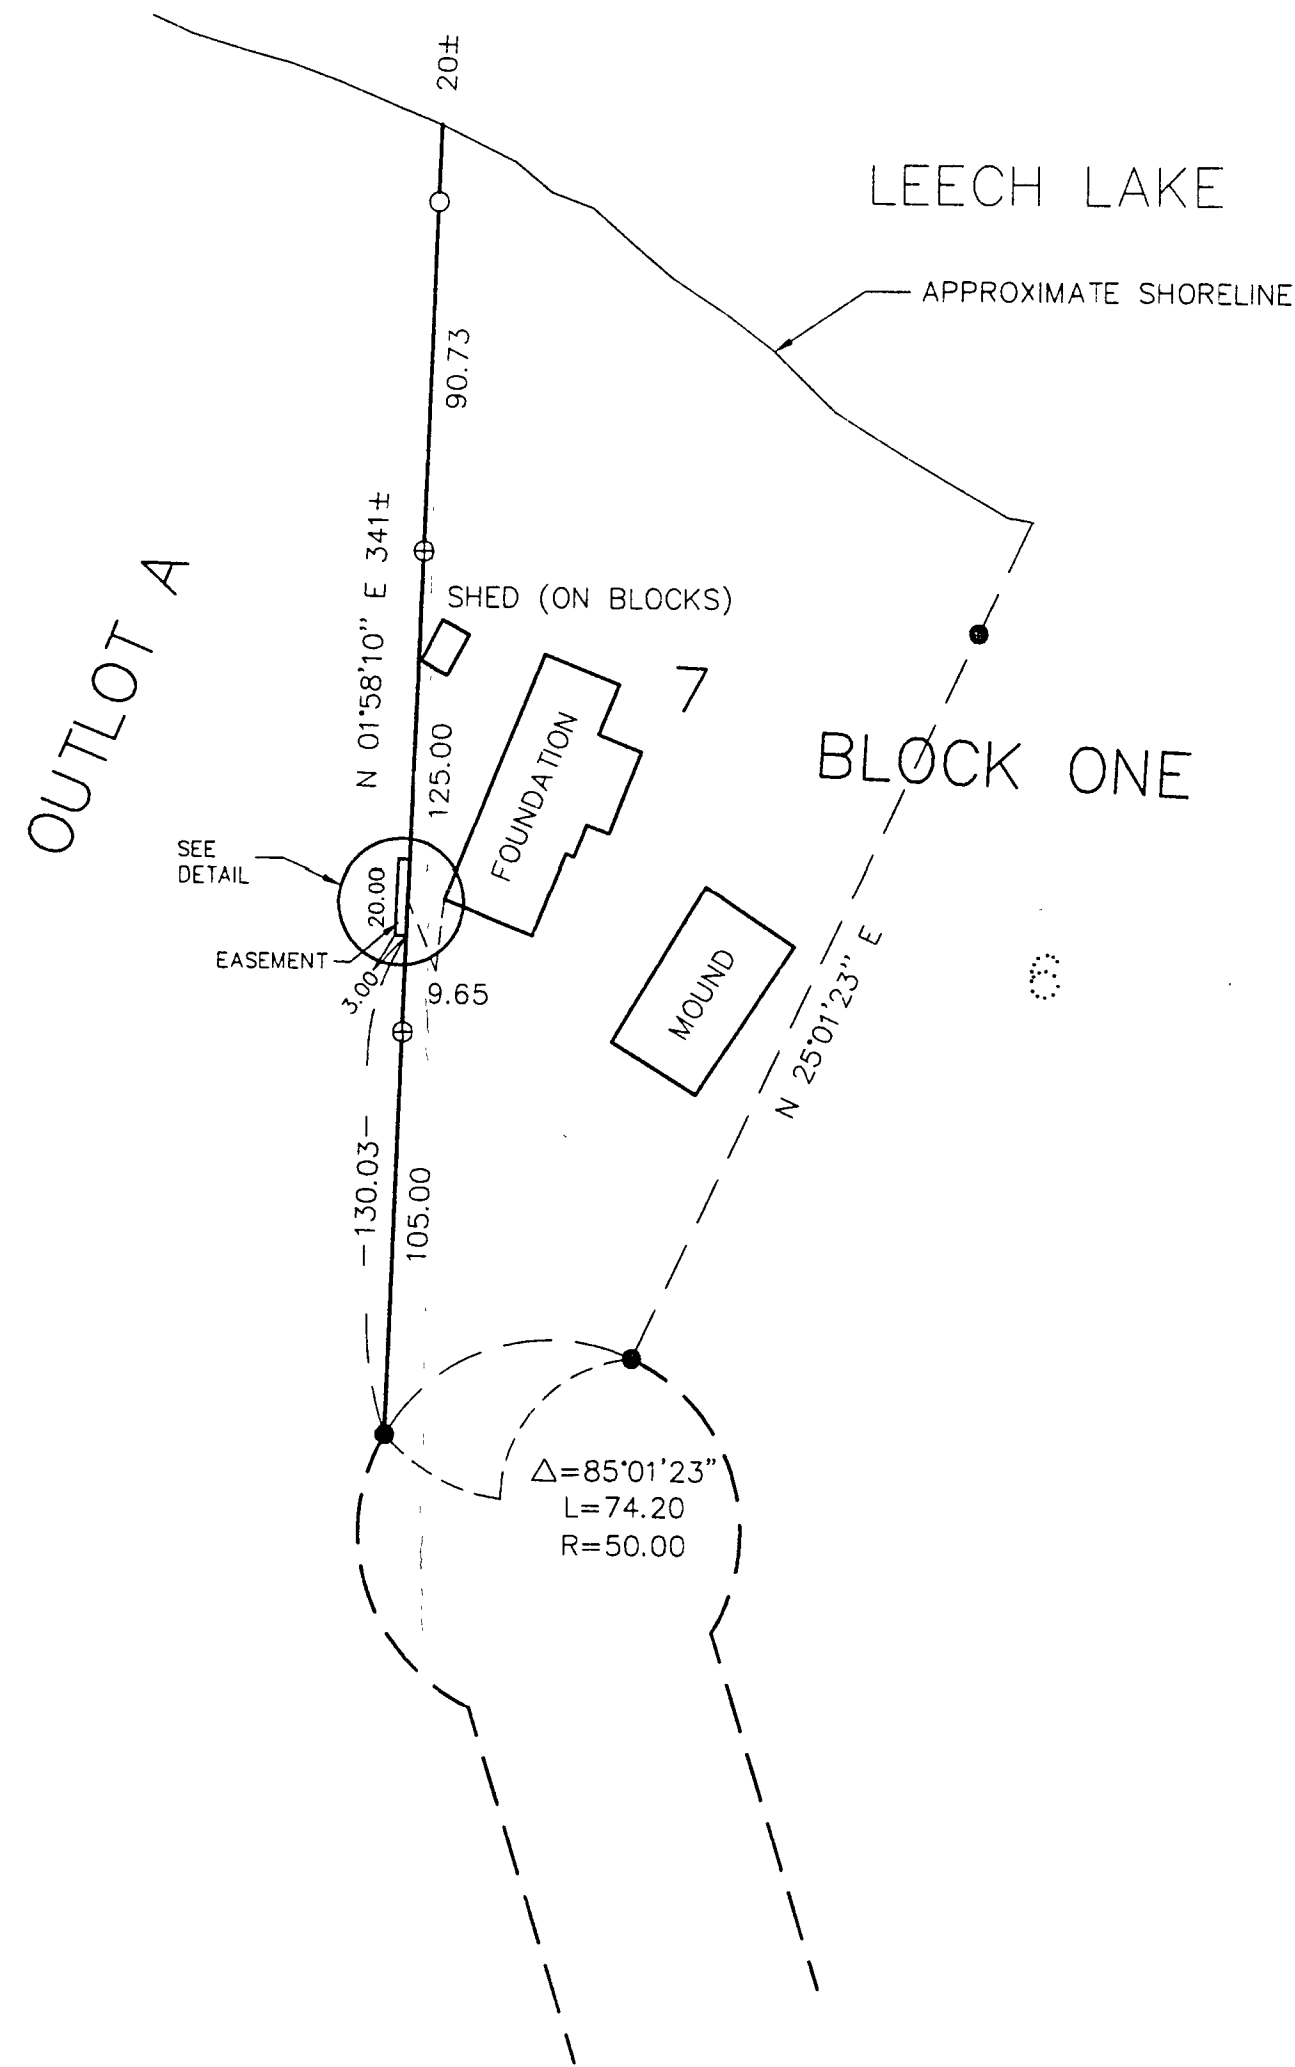 20±
LEECH LAKE
APPROXIMATE SHORELINE
90.73
N 01°58'10" E 341±
OUTLOT A
SHED (ON BLOCKS)
7
125.00
FOUNDATION
BLOCK ONE
SEE
DETAIL
20.00
EASEMENT
3.00
9.65
MOUND
N 25°01'23" E
8
130.03
105.00
Δ=85°01'23"
L=74.20
R=50.00